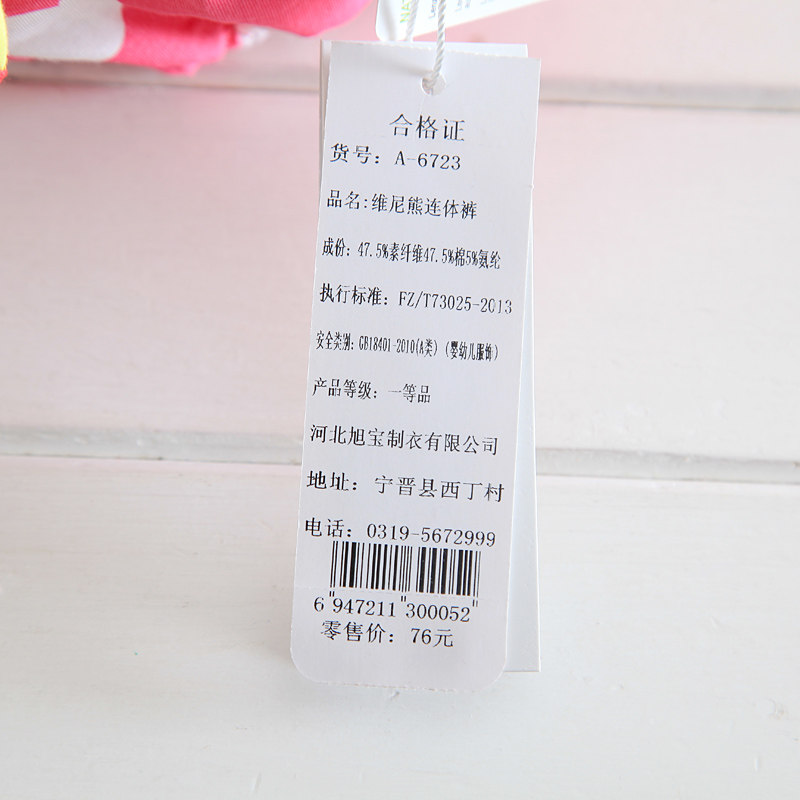 合格证
货号：A-6723
品名:维尼熊连体裤
成份：47.5%素纤维47.5%棉5%氨纶
执行标准：FZ/T73025-2013
安全类别：GB18401-2010(A类)（婴幼儿服饰）
产品等级：一等品
河北旭宝制衣有限公司
地址：宁晋县西丁村
电话：0319-5672999
6 947211 300052
零售价：76元